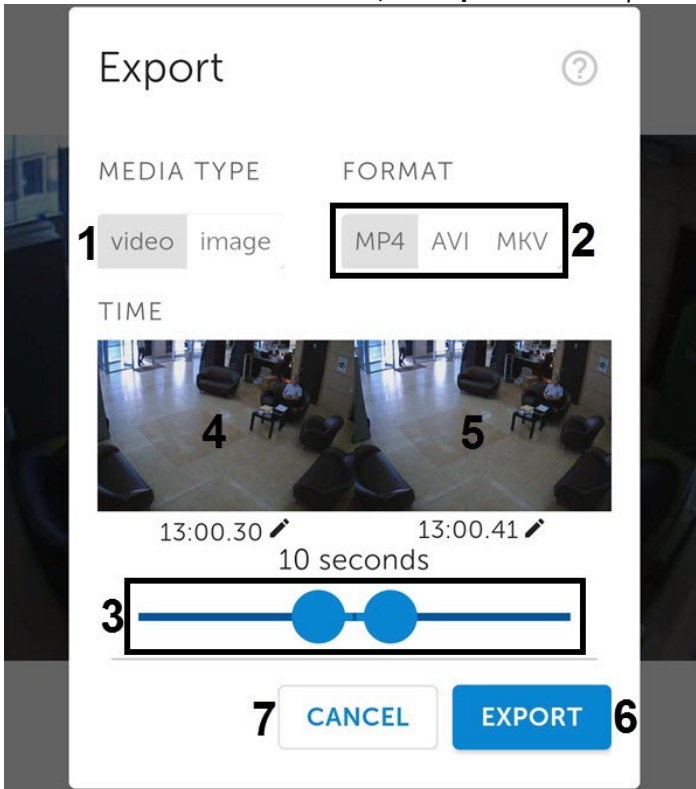 Export ?
MEDIA TYPE FORMAT
1 video image MP4 AVI MKV 2
TIME
4 5
13:00.30 13:00.41
10 seconds
3
7 CANCEL EXPORT 6